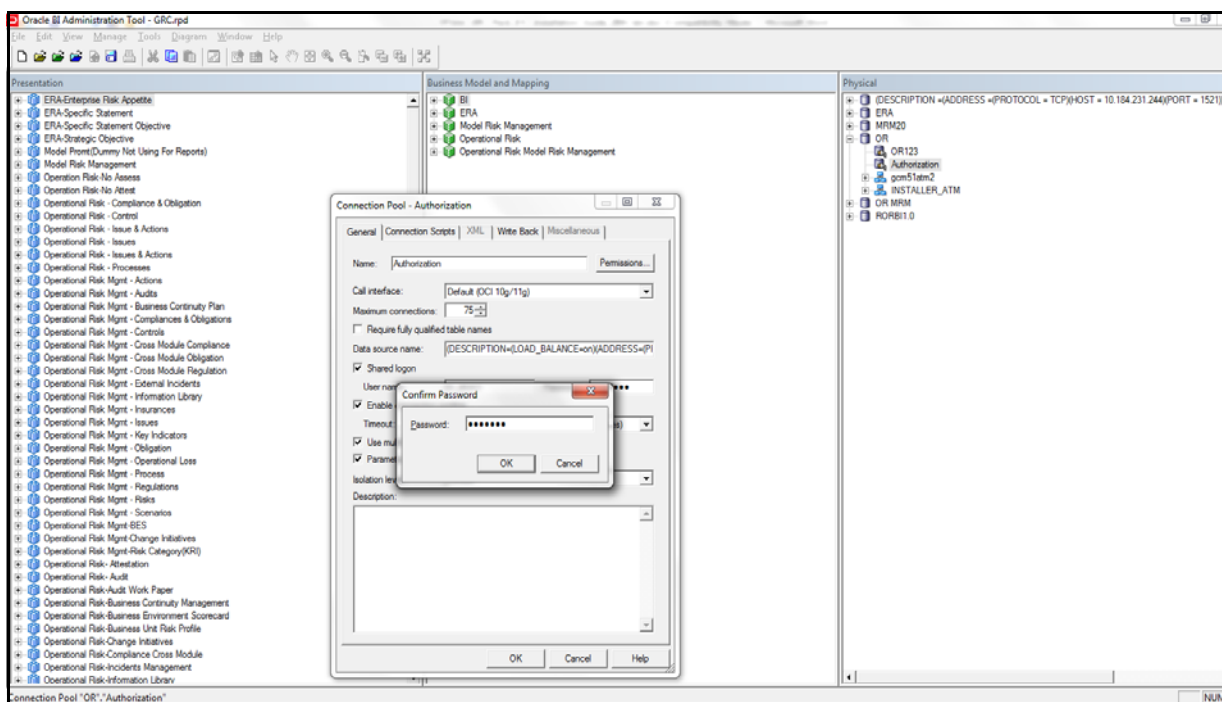 Oracle BI Administration Tool - GRC.rpd
File Edit View Manage Tools Diagram Window Help
Presentation
ERA-Enterprise Risk Appetite
ERA-Specific Statement
ERA-Specific Statement Objective
ERA-Strategic Objective
Model Promt(Dummy Not Using For Reports)
Model Risk Management
Operation Risk-No Assess
Operation Risk-No Attest
Operational Risk - Compliance & Obligation
Operational Risk - Control
Operational Risk - Issue & Actions
Operational Risk - Issues
Operational Risk - Issues & Actions
Operational Risk - Processes
Operational Risk Mgmt - Actions
Operational Risk Mgmt - Audits
Operational Risk Mgmt - Business Continuity Plan
Operational Risk Mgmt - Compliances & Obligations
Operational Risk Mgmt - Controls
Operational Risk Mgmt - Cross Module Compliance
Operational Risk Mgmt - Cross Module Obligation
Operational Risk Mgmt - Cross Module Regulation
Operational Risk Mgmt - External Incidents
Operational Risk Mgmt - Information Library
Operational Risk Mgmt - Insurances
Operational Risk Mgmt - Issues
Operational Risk Mgmt - Key Indicators
Operational Risk Mgmt - Obligation
Operational Risk Mgmt - Operational Loss
Operational Risk Mgmt - Process
Operational Risk Mgmt - Regulations
Operational Risk Mgmt - Risks
Operational Risk Mgmt - Scenarios
Operational Risk Mgmt-BES
Operational Risk Mgmt-Change Initiatives
Operational Risk Mgmt-Risk Category(KRI)
Operational Risk- Attestation
Operational Risk- Audit
Operational Risk-Audit Work Paper
Operational Risk-Business Continuity Management
Operational Risk-Business Environment Scorecard
Operational Risk-Business Unit Risk Profile
Operational Risk-Change Initiatives
Operational Risk-Compliance Cross Module
Operational Risk-Incidents Management
Operational Risk-Information Library
Business Model and Mapping
BI
ERA
Model Risk Management
Operational Risk
Operational Risk Model Risk Management
Physical
(DESCRIPTION =(ADDRESS =(PROTOCOL = TCP)(HOST = 10.184.231.244)(PORT = 1521)
ERA
MRM20
OR
OR123
Authorization
gcm51atm2
INSTALLER_ATM
OR MRM
RORBI1.0
Connection Pool - Authorization
General Connection Scripts XML Write Back Miscellaneous
Name: Authorization Permissions...
Call interface: Default (OCI 10g/11g)
Maximum connections: 75
Require fully qualified table names
Data source name: (DESCRIPTION=(LOAD_BALANCE=on)(ADDRESS=(P
Shared logon
User nam
Enable
Timeout
Use mul
Paramet
Isolation lev
Description:
OK Cancel Help
Confirm Password
Password: •••••••
OK Cancel
Connection Pool "OR"."Authorization"
NUM